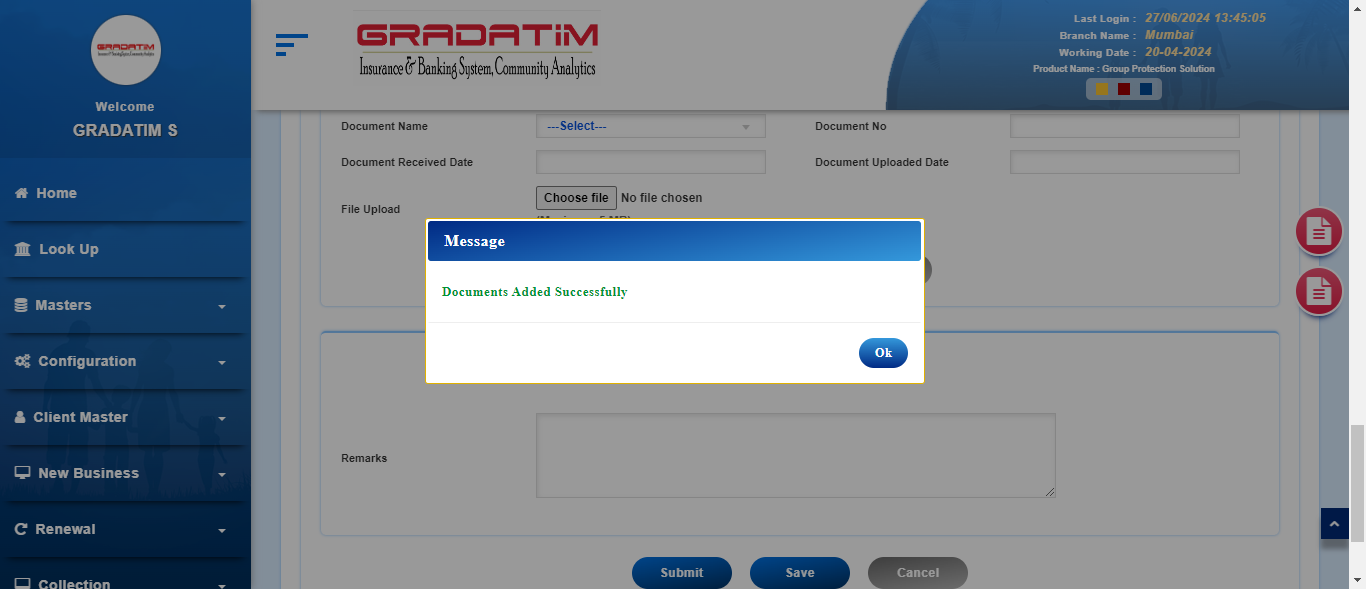 GRADATIM
Welcome
GRADATIM S
Home
Look Up
Masters
Configuration
Client Master
New Business
Renewal
Collection
GRADATIM
Insurance & Banking System, Community Analytics
Last Login : 27/06/2024 13:45:05
Branch Name : Mumbai
Working Date : 20-04-2024
Product Name : Group Protection Solution
Document Name ---Select--- Document No
Document Received Date Document Uploaded Date
File Upload Choose file No file chosen
Message
Documents Added Successfully
Ok
Remarks
Submit Save Cancel